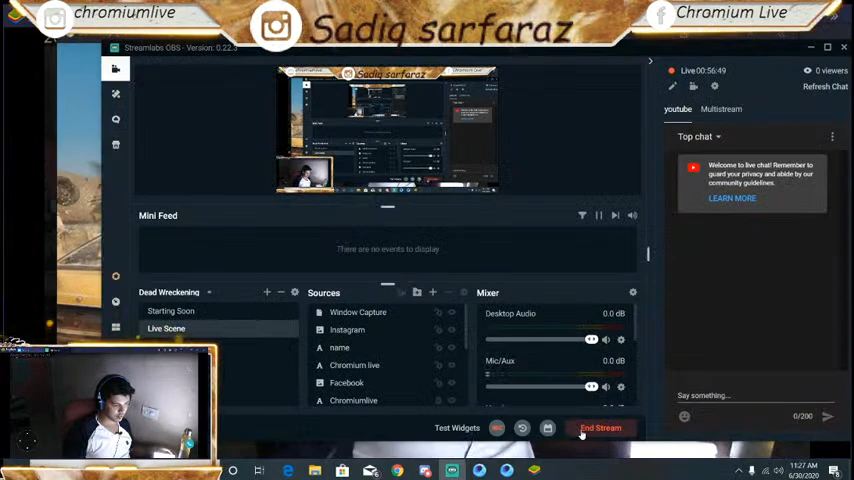 chromiumlive
Sadiq sarfaraz
Chromium Live
Streamlabs OBS - Version: 0.22.3
Live 00:56:49
0 viewers
Refresh Chat
youtube
Multistream
Top chat
Welcome to live chat! Remember to
guard your privacy and abide by our
community guidelines.
LEARN MORE
Mini Feed
There are no events to display
Dead Wreckening
Starting Soon
Live Scene
Sources
Window Capture
Instagram
name
Chromium live
Facebook
Chromiumlive
Mixer
Desktop Audio
0.0 dB
Mic/Aux
0.0 dB
Say something...
0/200
Test Widgets
REC
End Stream
11:27 AM
6/30/2020